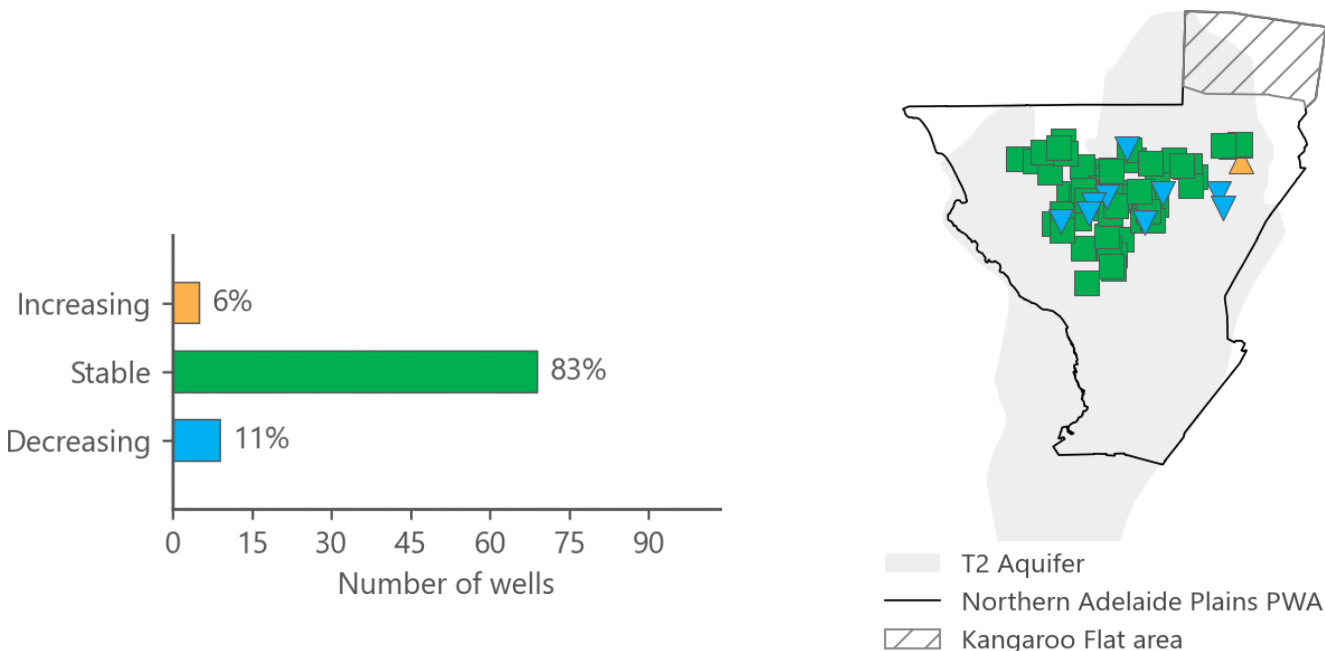 Increasing
6%
Stable
83%
Decreasing
11%
0 15 30 45 60 75 90
Number of wells
T2 Aquifer
Northern Adelaide Plains PWA
Kangaroo Flat area